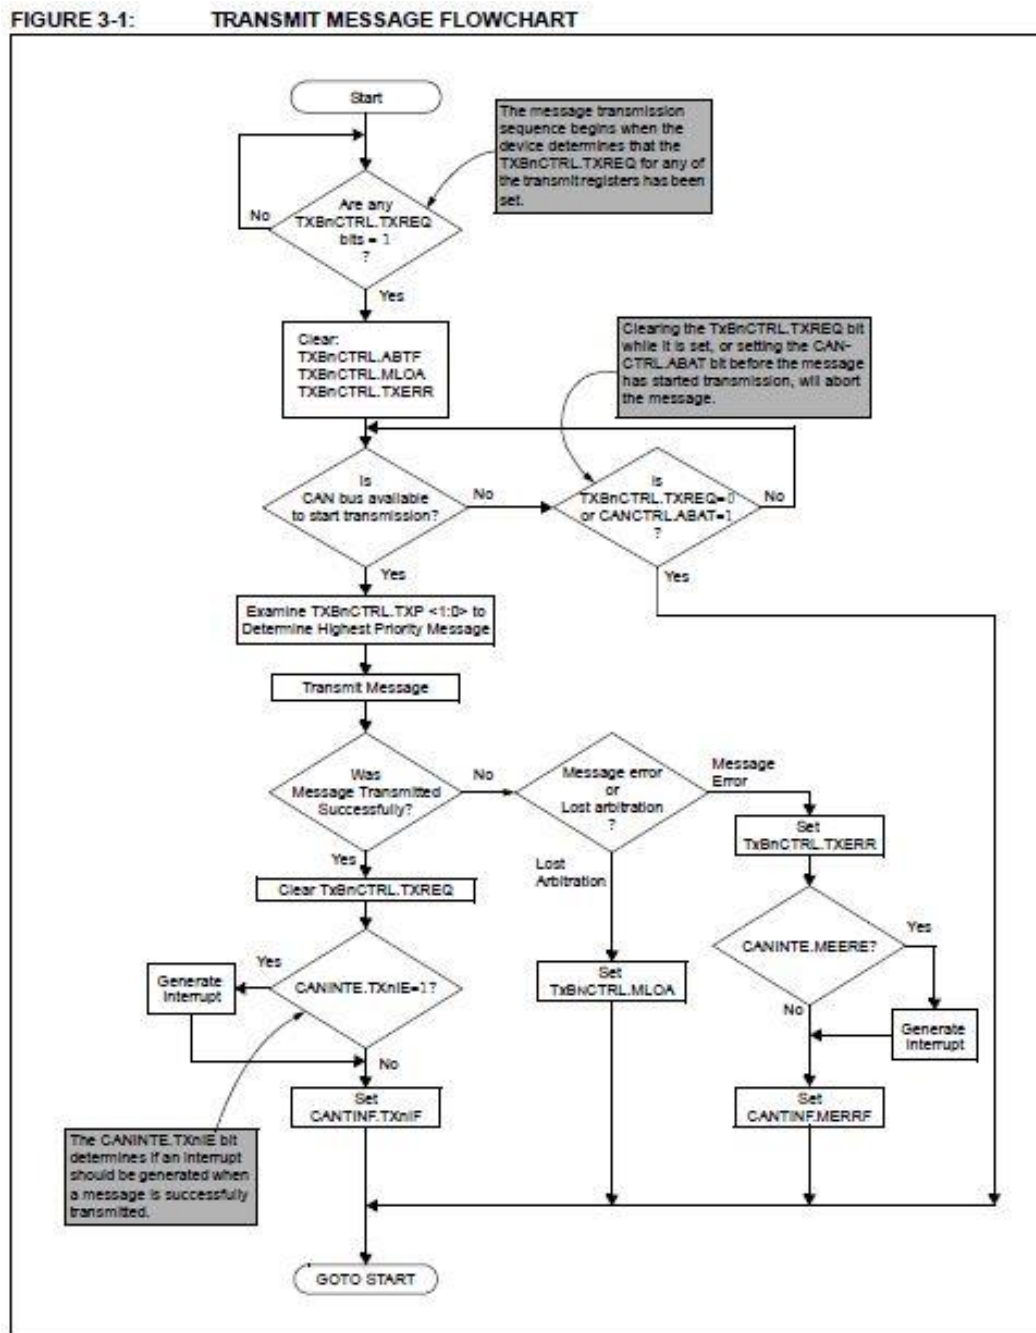 FIGURE 3-1: TRANSMIT MESSAGE FLOWCHART
Start
The message transmission
sequence begins when the
device determines that the
TXBnCTRL.TXREQ for any of
the transmit registers has been
set.
Are any
TXBnCTRL.TXREQ
bits = 1
?
No
Yes
Clear:
TXBnCTRL.ABTF
TXBnCTRL.MLOA
TXBnCTRL.TXERR
Clearing the TxBnCTRL.TXREQ bit
while it is set, or setting the CAN-
CTRL.ABAT bit before the message
has started transmission, will abort
the message.
Is
CAN bus available
to start transmission?
No
Is
TXBnCTRL.TXREQ=0
or CANCTRL.ABAT=1
?
No
Yes
Yes
Examine TXBnCTRL.TXP <1:0> to
Determine Highest Priority Message
Transmit Message
Was
Message Transmitted
Successfully?
No
Message error
or
Lost arbitration
?
Message
Error
Set
TxBnCTRL.TXERR
Yes
Lost
Arbitration
Clear TxBnCTRL.TXREQ
CANINTE.MEERE?
Yes
Generate
Interrupt
Yes
CANINTE.TXnIE=1?
Set
TxBnCTRL.MLOA
No
Generate
Interrupt
No
Set
CANTINF.TXnIF
Set
CANTINF.MERRF
The CANINTE.TXnIE bit
determines if an interrupt
should be generated when
a message is successfully
transmitted.
GOTO START